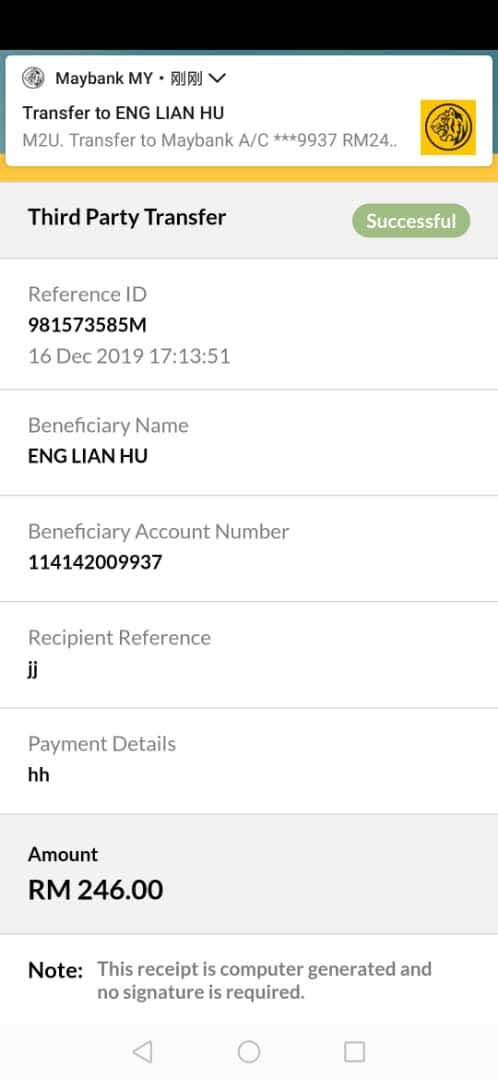 Maybank MY • 刚刚
Transfer to ENG LIAN HU
M2U. Transfer to Maybank A/C ***9937 RM24..
Third Party Transfer
Successful
Reference ID
981573585M
16 Dec 2019 17:13:51
Beneficiary Name
ENG LIAN HU
Beneficiary Account Number
114142009937
Recipient Reference
jj
Payment Details
hh
Amount
RM 246.00
Note: This receipt is computer generated and
no signature is required.